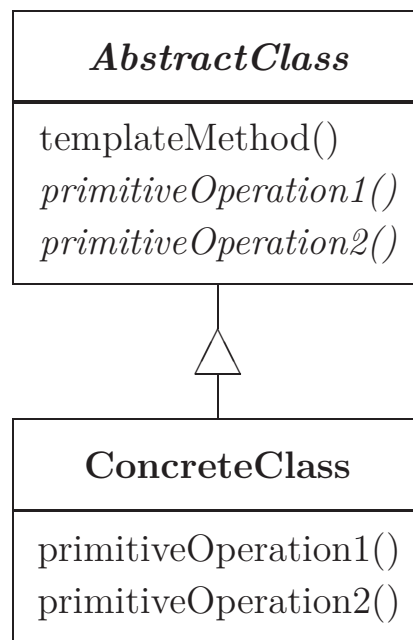 AbstractClass
templateMethod()
primitiveOperation1()
primitiveOperation2()
ConcreteClass
primitiveOperation1()
primitiveOperation2()